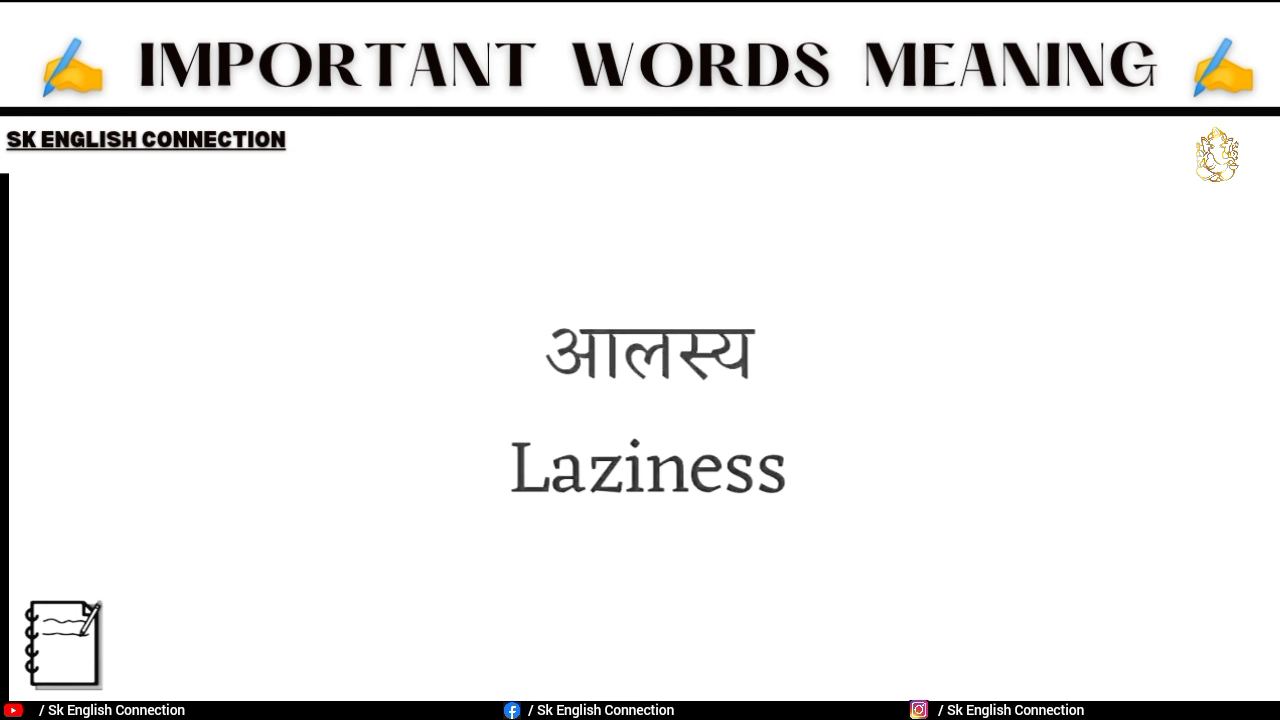 IMPORTANT WORDS MEANING
SK ENGLISH CONNECTION
आलस्य
Laziness
/ Sk English Connection
/ Sk English Connection
/ Sk English Connection